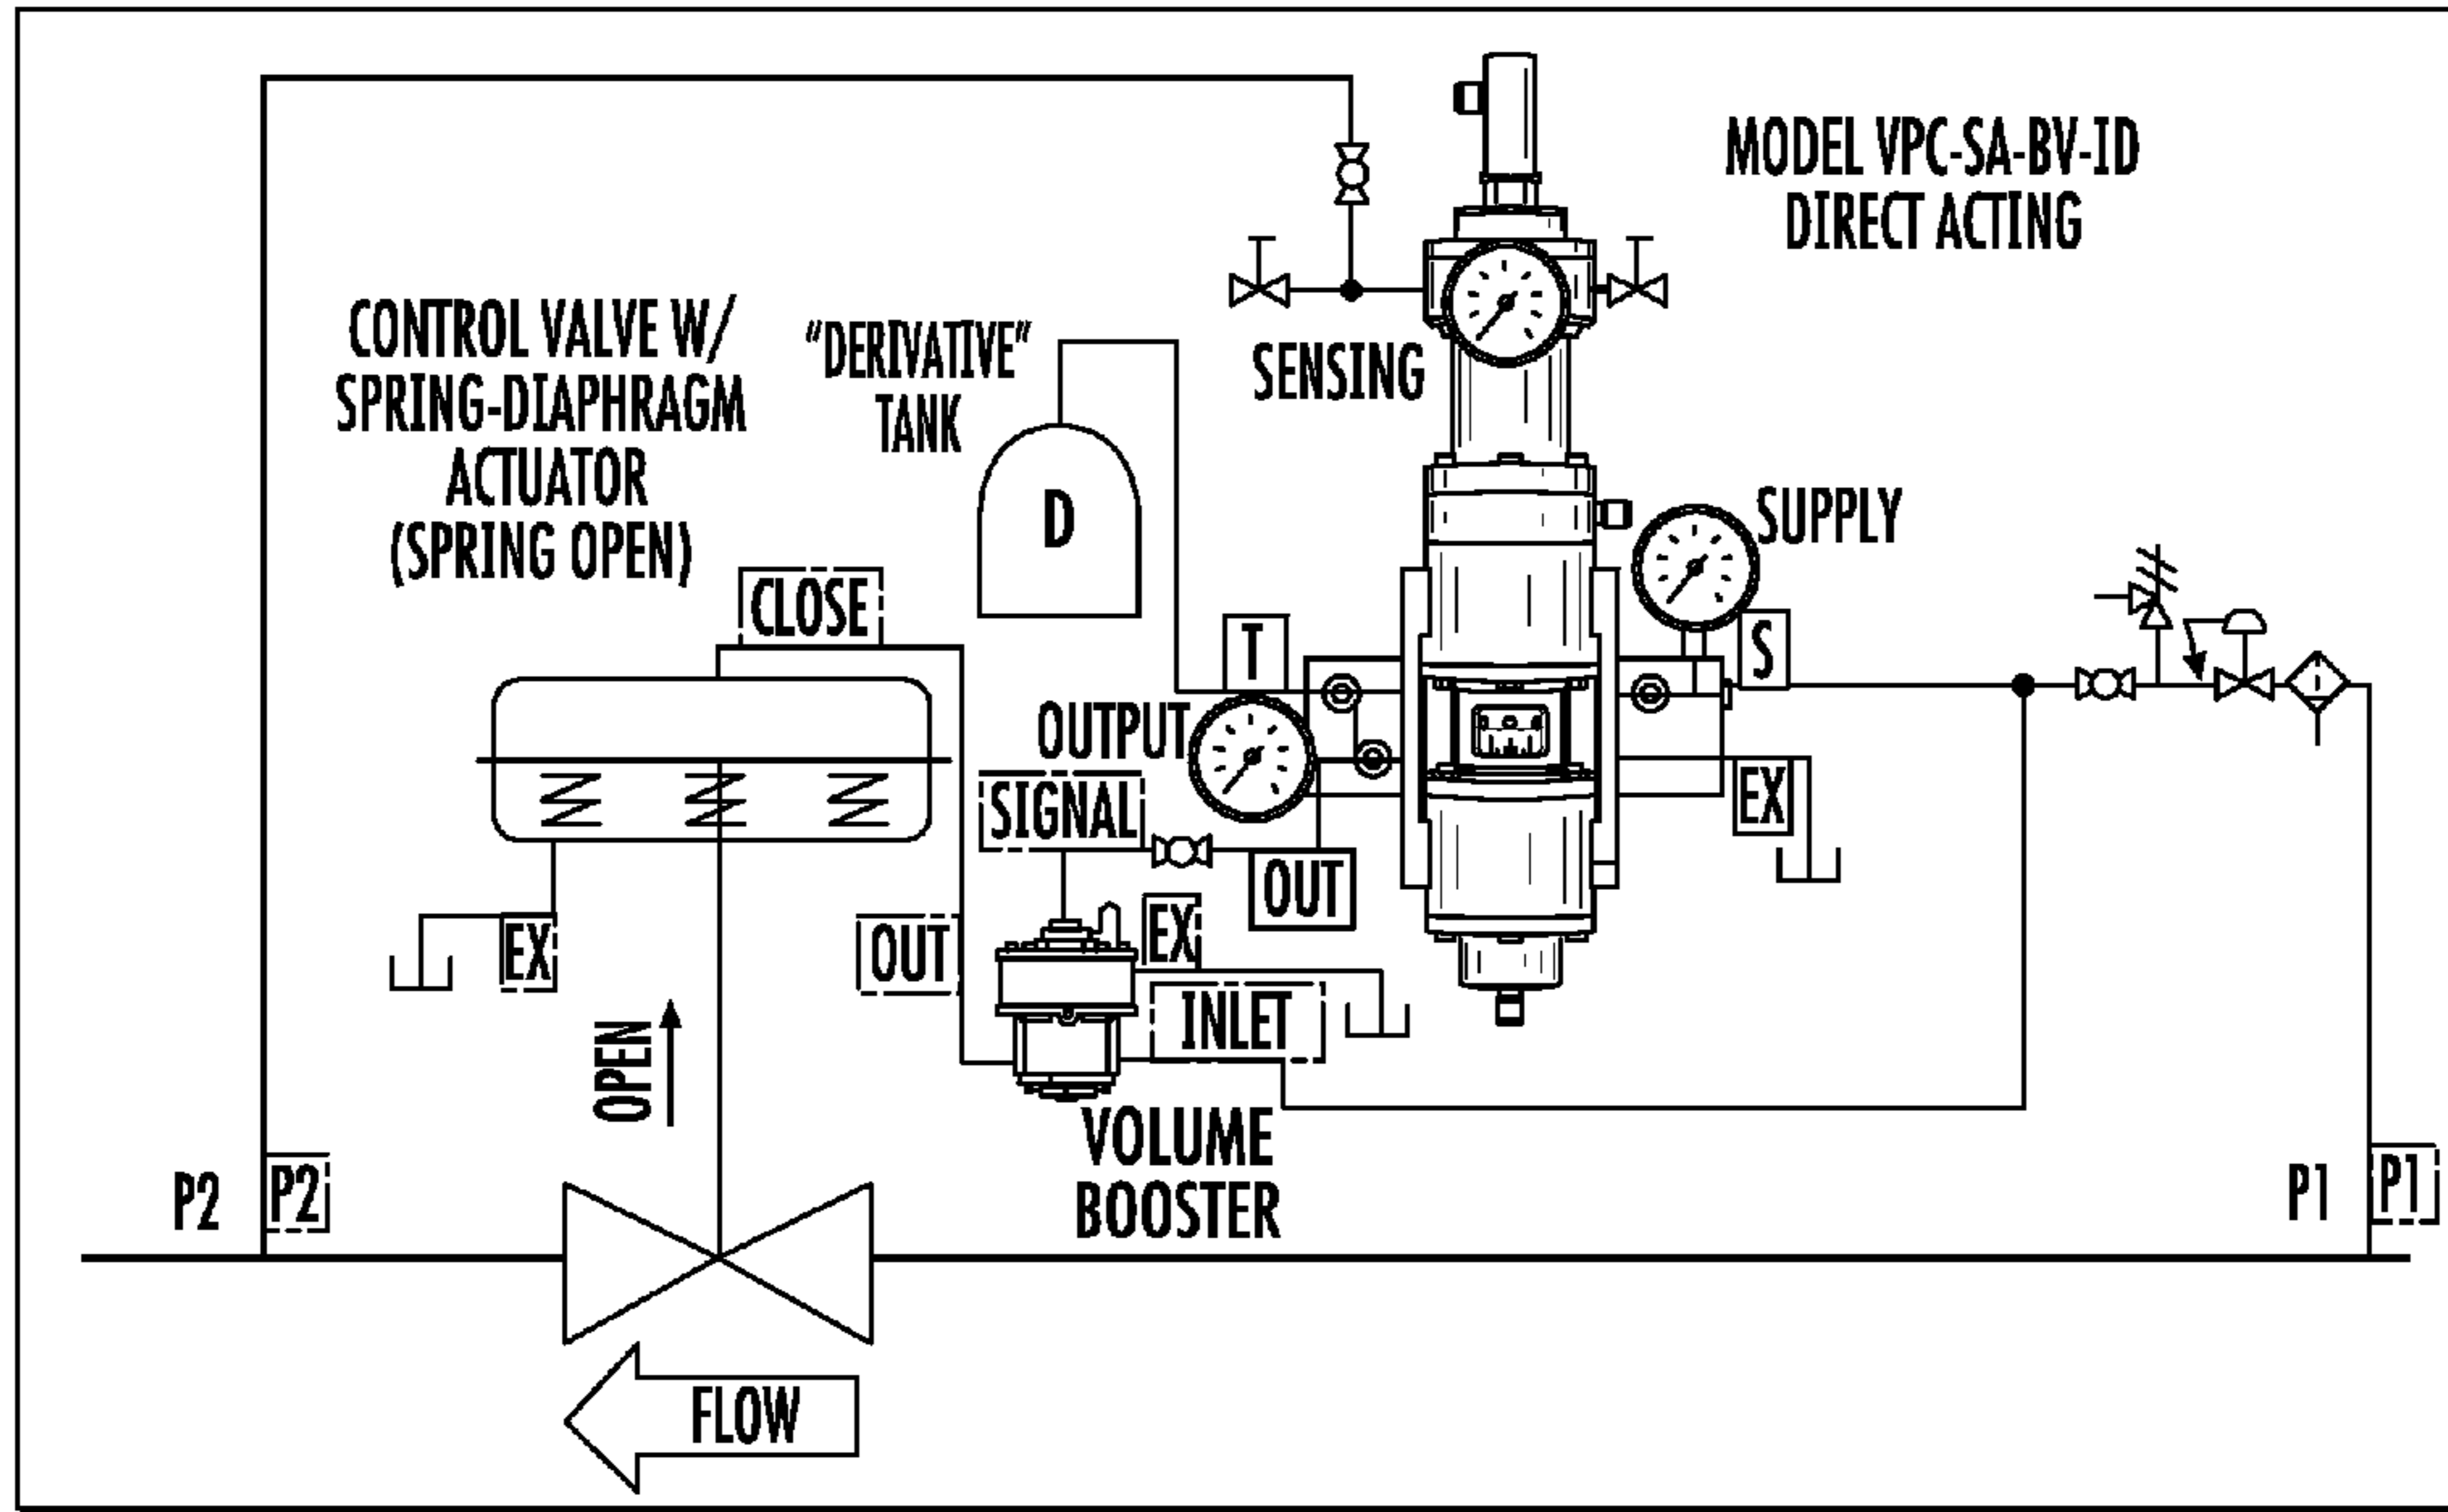 MODEL VPC-SA-BV-ID
DIRECT ACTING
CONTROL VALVE W/
SPRING-DIAPHRAGM
ACTUATOR
(SPRING OPEN)
"DERIVATIVE"
TANK
SENSING
D
SUPPLY
CLOSE
T
S
OUTPUT
SIGNAL
EX
OUT
EX
OUT
EX
INLET
OPEN
VOLUME
BOOSTER
P2
P2
P1
P1
FLOW